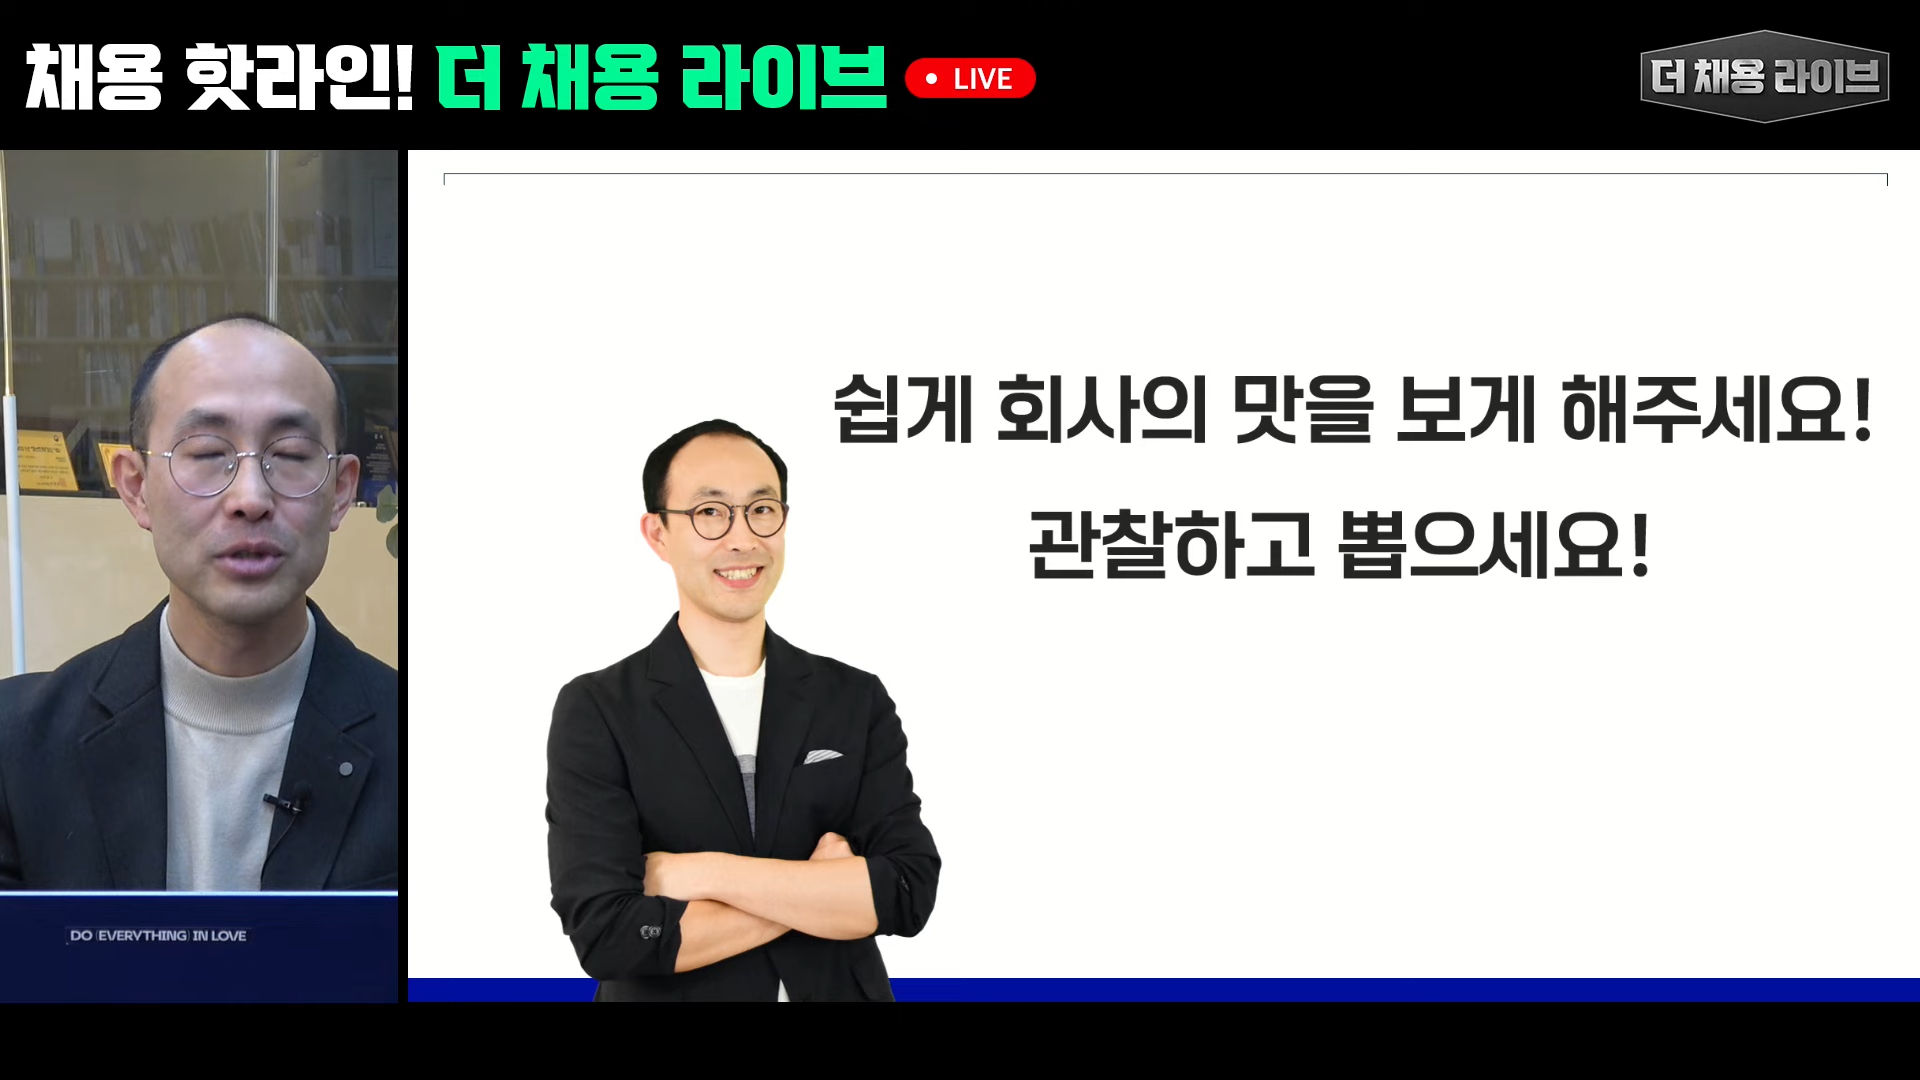 채용 핫라인! 더 채용 라이브
LIVE
더 채용 라이브
쉽게 회사의 맛을 보게 해주세요!
관찰하고 뽑으세요!
DO (EVERYTHING) IN LOVE